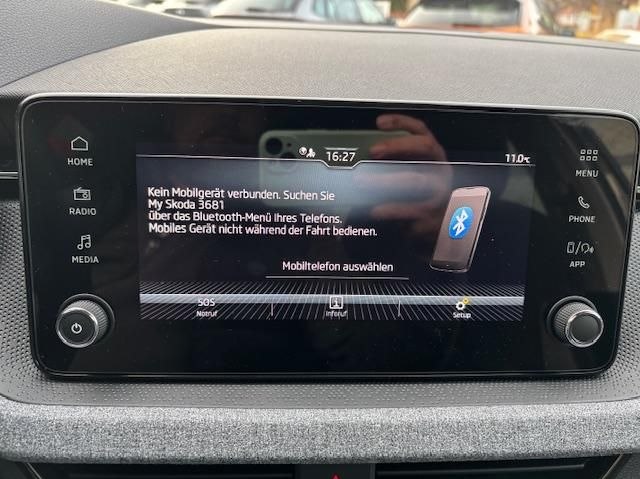 16:27
11.0°C
HOME
RADIO
MEDIA
MENU
PHONE
APP
Kein Mobilgerät verbunden. Suchen Sie
My Skoda 3681
über das Bluetooth-Menü Ihres Telefons.
Mobiles Gerät nicht während der Fahrt bedienen.
Mobiltelefon auswählen
SOS
Notruf
Inforuf
Setup